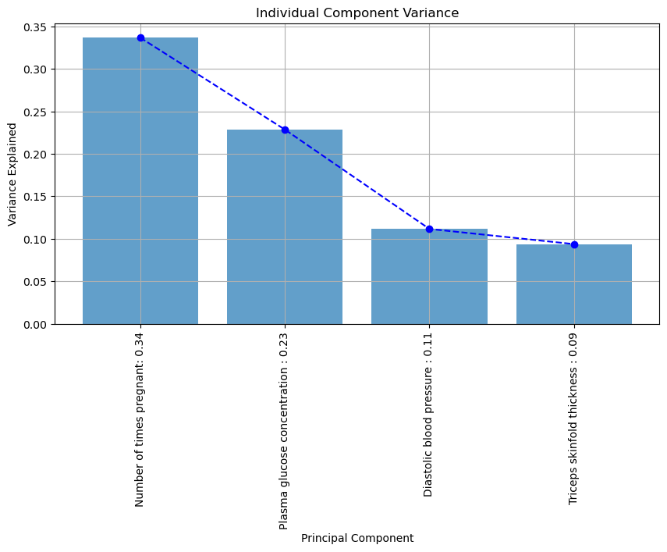 Individual Component Variance
Variance Explained
0.35
0.30
0.25
0.20
0.15
0.10
0.05
0.00
Number of times pregnant: 0.34
Plasma glucose concentration : 0.23
Diastolic blood pressure : 0.11
Triceps skinfold thickness : 0.09
Principal Component